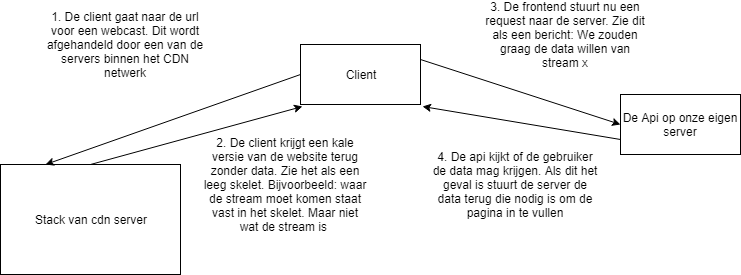 1. De client gaat naar de url
voor een webcast. Dit wordt
afgehandeld door een van de
servers binnen het CDN
netwerk
3. De frontend stuurt nu een
request naar de server. Zie dit
als een bericht: We zouden
graag de data willen van
stream x
Client
De Api op onze eigen
server
2. De client krijgt een kale
versie van de website terug
zonder data. Zie het als een
leeg skelet. Bijvoorbeeld: waar
de stream moet komen staat
vast in het skelet. Maar niet
wat de stream is
4. De api kijkt of de gebruiker
de data mag krijgen. Als dit het
geval is stuurt de server de
data terug die nodig is om de
pagina in te vullen
Stack van cdn server